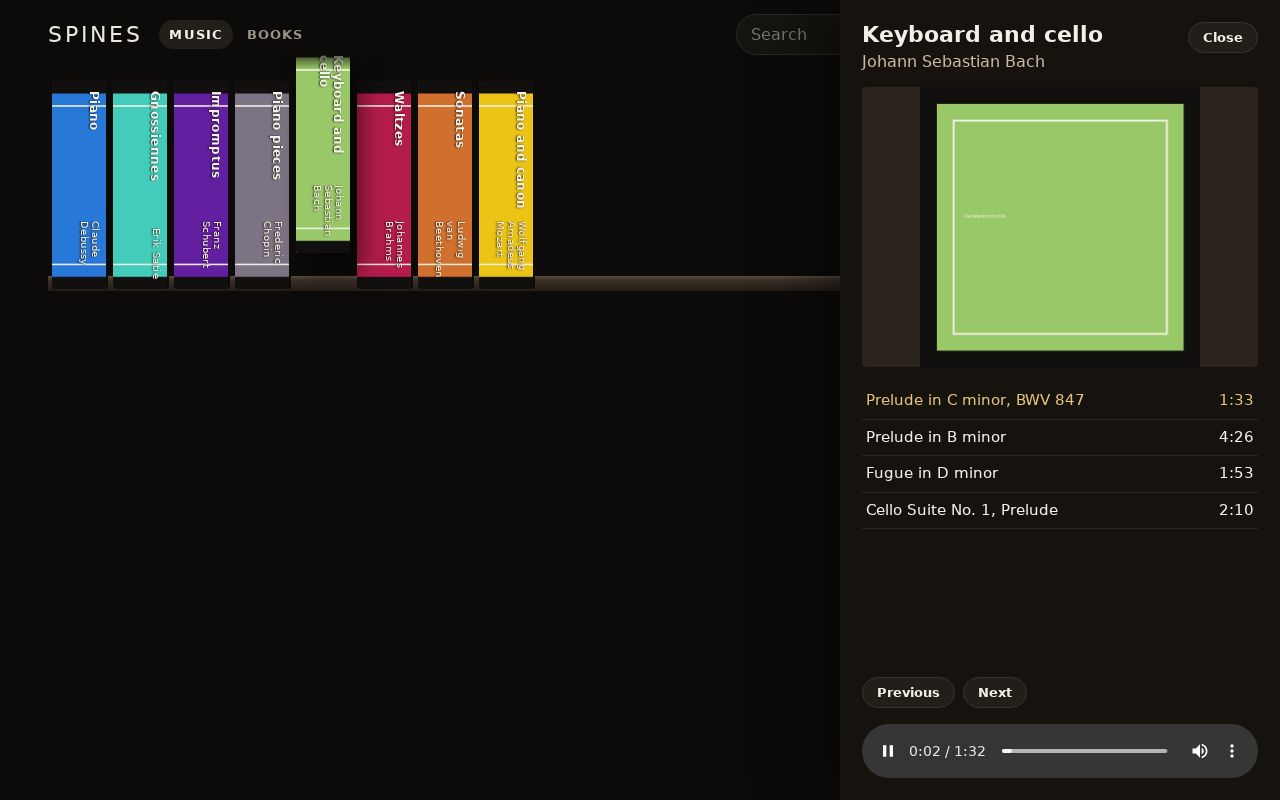 SPINES
MUSIC
BOOKS
Search
Piano
Claude
Debussy
Gnossiennes
Erik Satie
Impromptus
Franz
Schubert
Piano pieces
Frederic
Chopin
Keyboard and
cello
Johann
Sebastian
Bach
Waltzes
Johannes
Brahms
Sonatas
Ludwig
van
Beethoven
Piano and canon
Wolfgang
Amadeus
Mozart
Keyboard and cello
Close
Johann Sebastian Bach
Keyboard and cello
Prelude in C minor, BWV 847 1:33
Prelude in B minor 4:26
Fugue in D minor 1:53
Cello Suite No. 1, Prelude 2:10
Previous
Next
0:02 / 1:32